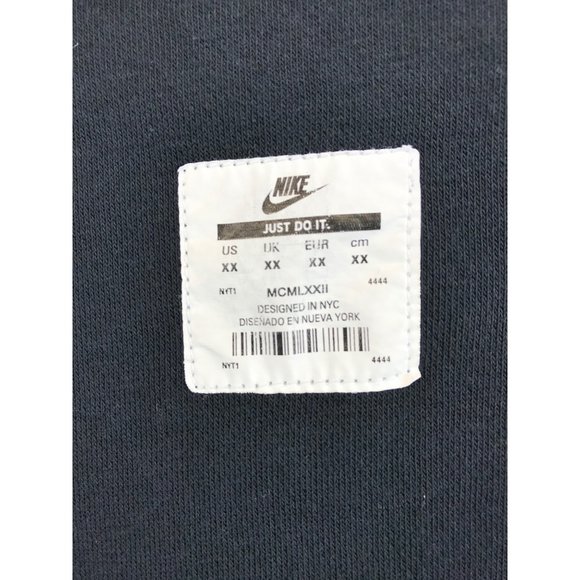 NIKE
JUST DO IT.
US UK EUR cm
XX XX XX XX
NYT1 MCMLXXII 4444
DESIGNED IN NYC
DISEÑADO EN NUEVA YORK
NYT1 4444